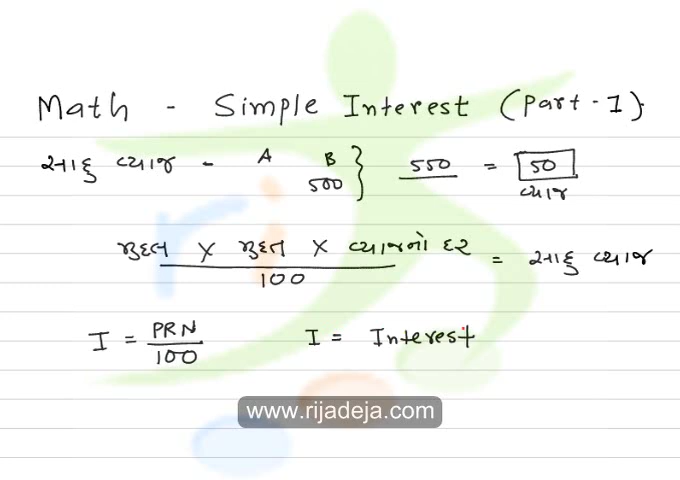 Math - Simple Interest (Part - 1)
સાદુ વ્યાજ - A B } 550 = 50
500 વ્યાજ
મુદ્દલ X મુદ્દત X વ્યાજનો દર = સાદુ વ્યાજ
100
I = PRN I = Interest
100
www.rijadeja.com